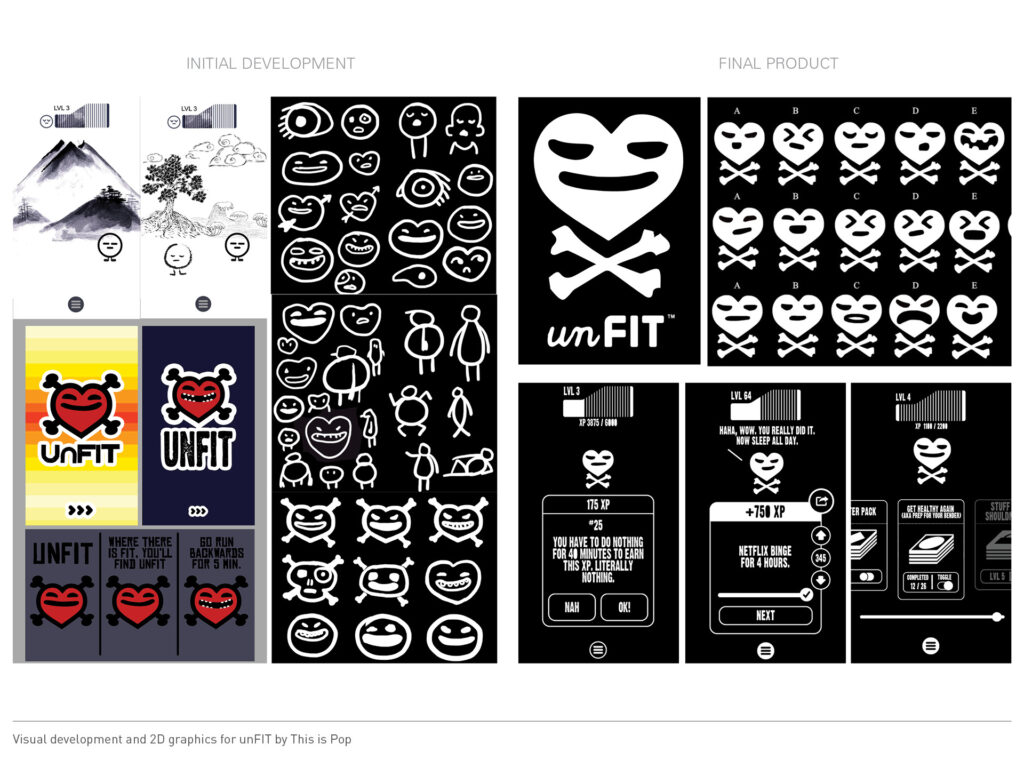 INITIAL DEVELOPMENT
FINAL PRODUCT
LVL 3
LVL 3
UnFIT
UNFIT
UNFIT
WHERE THERE
IS FIT, YOU'LL
FIND UNFIT
GO RUN
BACKWARDS
FOR 5 MIN.
unFIT™
A B C D E
A B C D E
A B C D E
LVL 3
XP 3875 / 6000
175 XP
#25
YOU HAVE TO DO NOTHING
FOR 40 MINUTES TO EARN
THIS XP. LITERALLY
NOTHING.
NAH
OK!
LVL 64
HAHA, WOW. YOU REALLY DID IT.
NOW SLEEP ALL DAY.
+750 XP
NETFLIX BINGE
FOR 4 HOURS.
345
NEXT
LVL 4
XP 1100 / 2200
TER PACK
GET HEALTHY AGAIN
(AKA PREP FOR YOUR BENDER)
COMPLETED
12 / 26
TOGGLE
STUFF
SHOULDN
LVL 5
Visual development and 2D graphics for unFIT by This is Pop